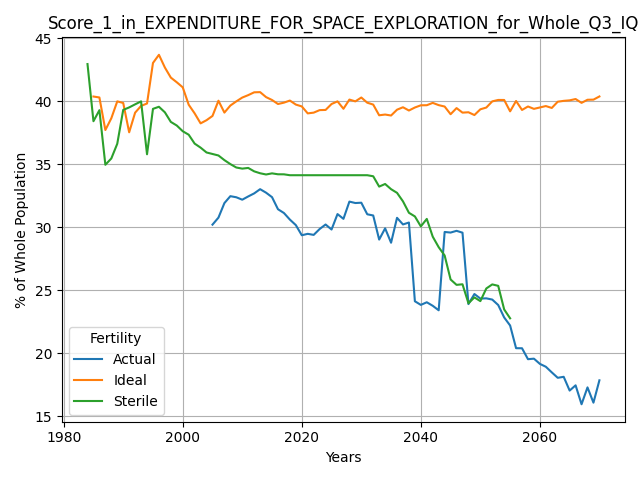 Score_1_in_EXPENDITURE_FOR_SPACE_EXPLORATION_for_Whole_Q3_IQ
45
40
35
30
25
20
15
% of Whole Population
Fertility
Actual
Ideal
Sterile
1980
2000
2020
2040
2060
Years